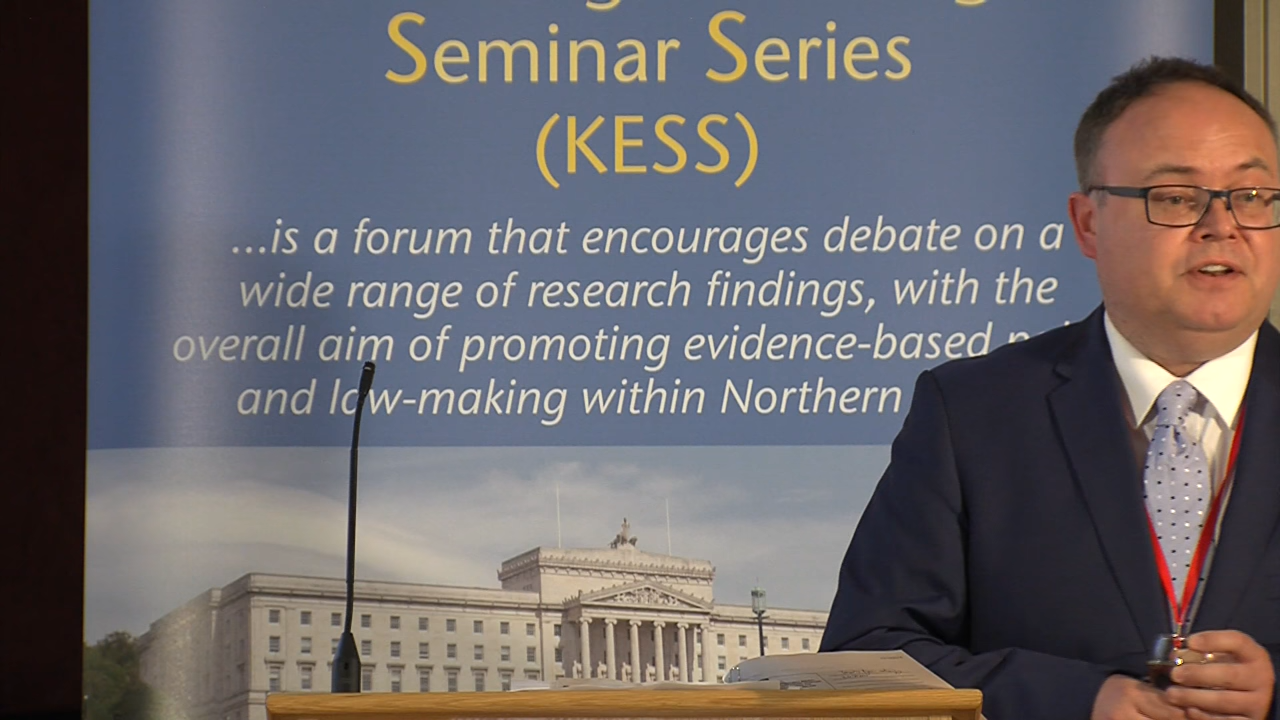 Seminar Series
(KESS)
...is a forum that encourages debate on a
wide range of research findings, with the
overall aim of promoting evidence-based
and law-making within Northern